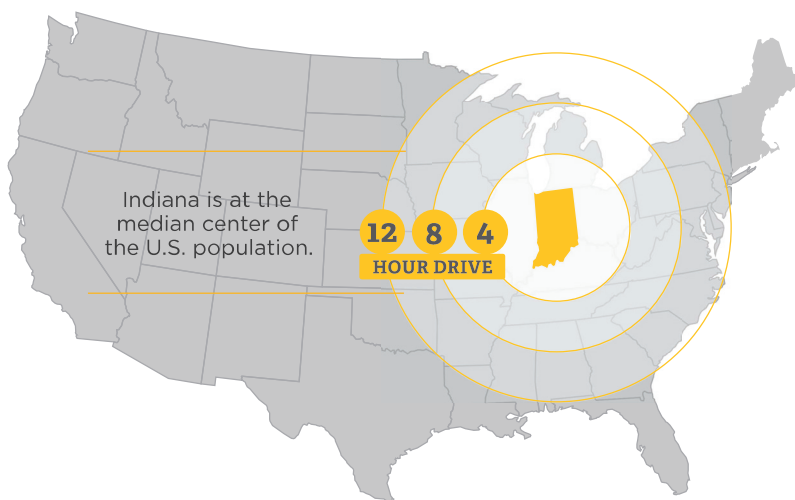 Indiana is at the
median center of
the U.S. population.
12 8 4
HOUR DRIVE